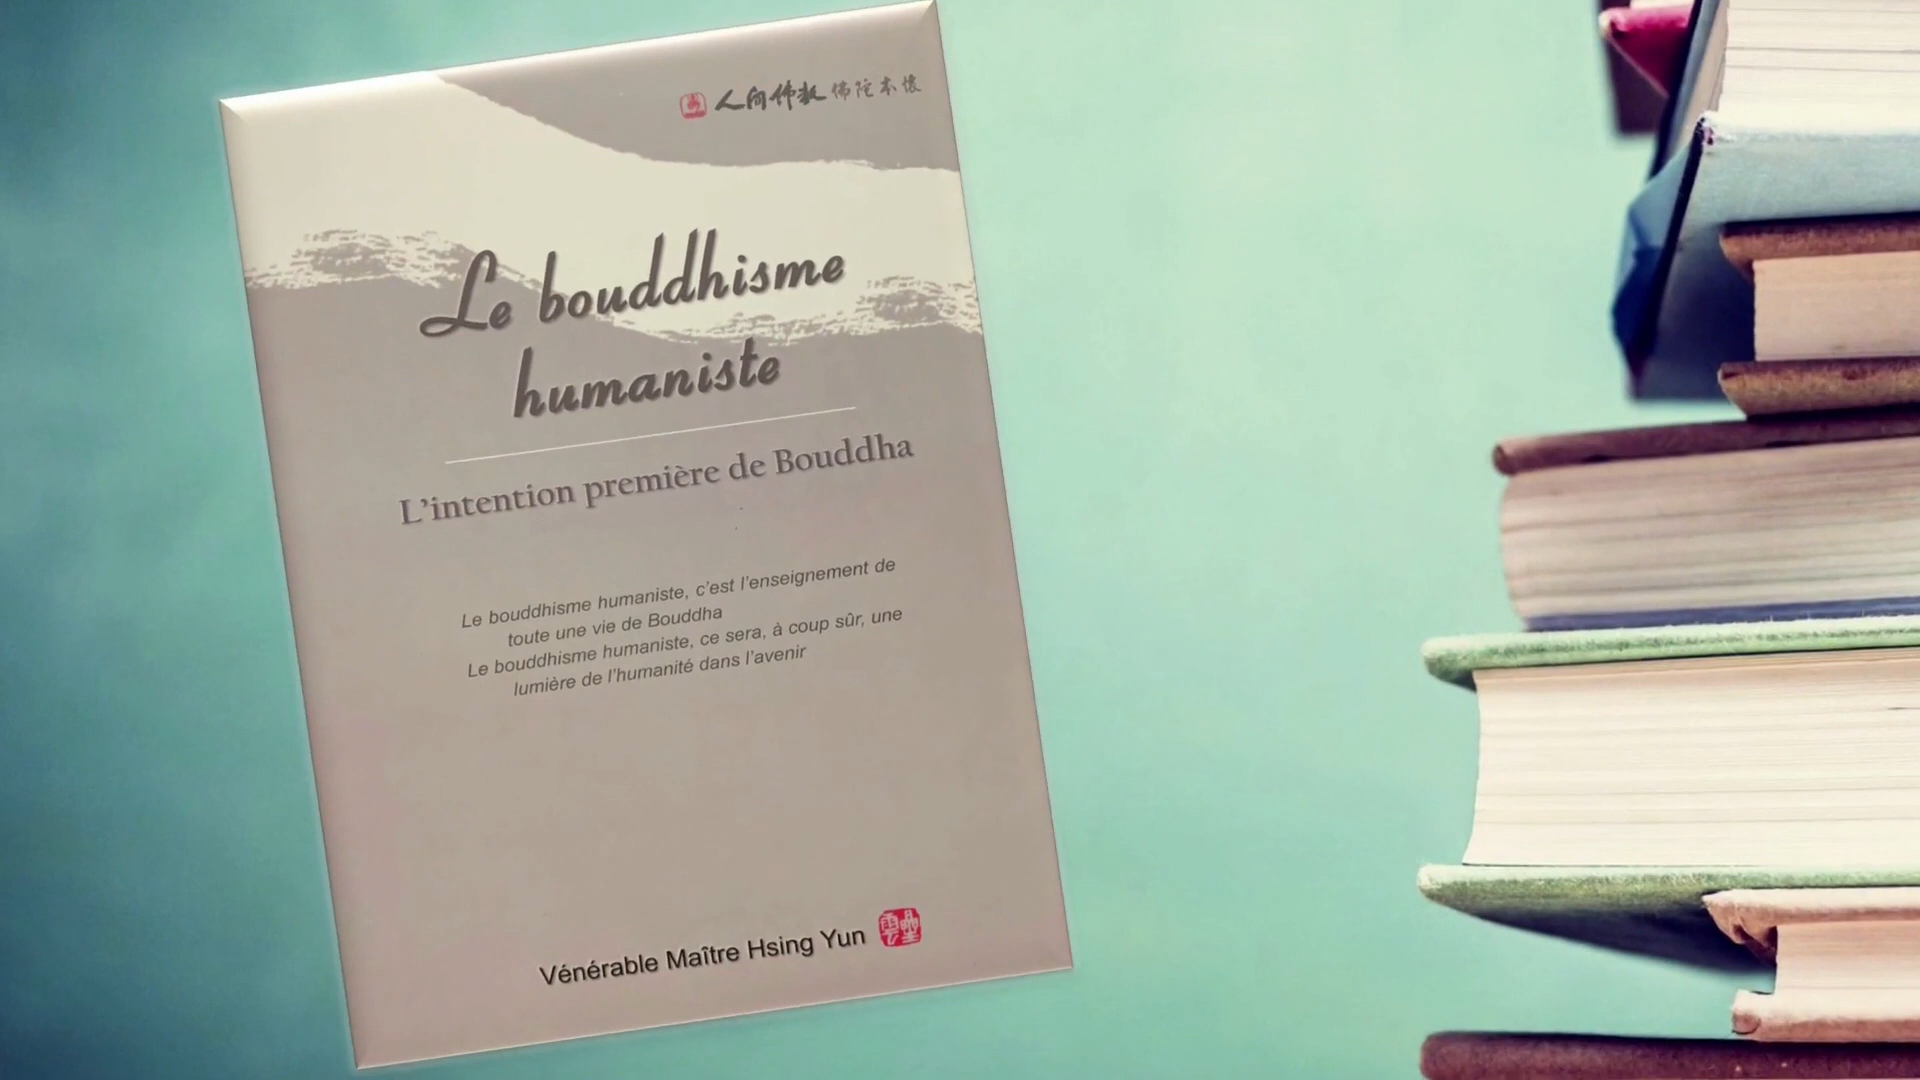 人間佛教 佛陀本懷
Le bouddhisme
humaniste
L’intention première de Bouddha
Le bouddhisme humaniste, c’est l’enseignement de
toute une vie de Bouddha
Le bouddhisme humaniste, ce sera, à coup sûr, une
lumière de l’humanité dans l’avenir
Vénérable Maître Hsing Yun